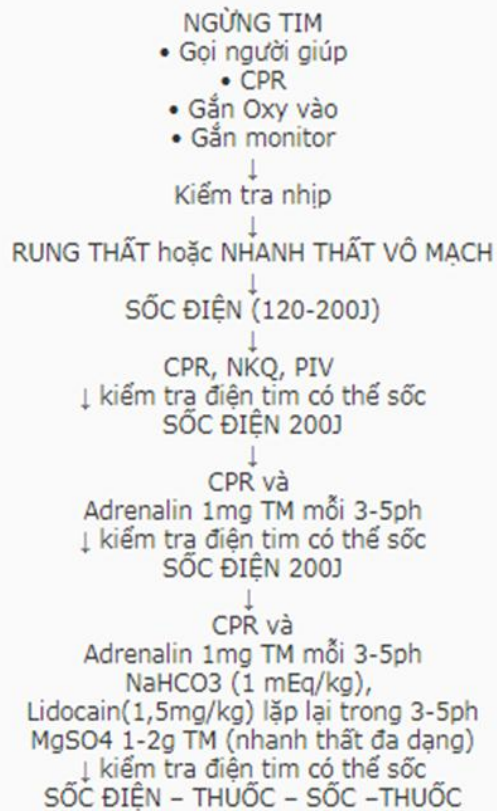 NGỪNG TIM
• Gọi người giúp
• CPR
• Gắn Oxy vào
• Gắn monitor
↓
Kiểm tra nhịp
↓
RUNG THẤT hoặc NHANH THẤT VÔ MẠCH
↓
SỐC ĐIỆN (120-200J)
↓
CPR, NKQ, PIV
↓ kiểm tra điện tim có thể sốc
SỐC ĐIỆN 200J
↓
CPR và
Adrenalin 1mg TM mỗi 3-5ph
↓ kiểm tra điện tim có thể sốc
SỐC ĐIỆN 200J
↓
CPR và
Adrenalin 1mg TM mỗi 3-5ph
NaHCO3 (1 mEq/kg),
Lidocain(1,5mg/kg) lặp lại trong 3-5ph
MgSO4 1-2g TM (nhanh thất đa dạng)
↓ kiểm tra điện tim có thể sốc
SỐC ĐIỆN – THUỐC – SỐC –THUỐC